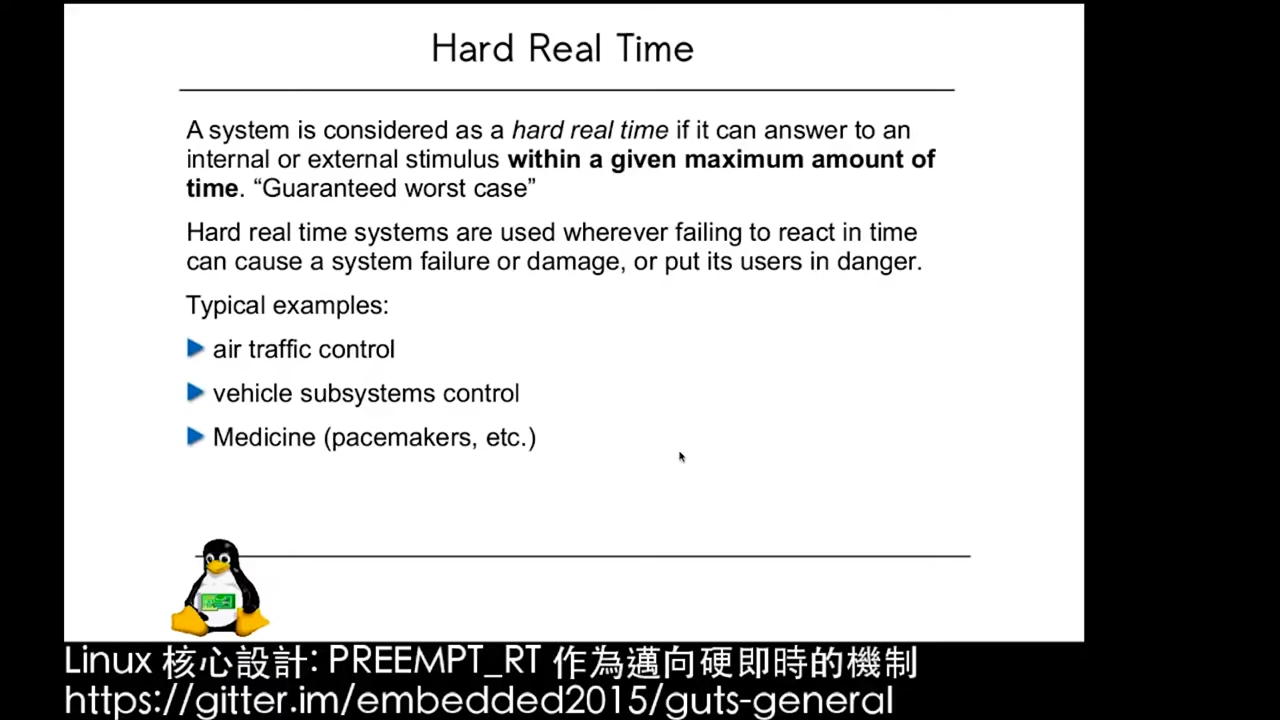 Hard Real Time
A system is considered as a hard real time if it can answer to an
internal or external stimulus within a given maximum amount of
time. “Guaranteed worst case”
Hard real time systems are used wherever failing to react in time
can cause a system failure or damage, or put its users in danger.
Typical examples:
air traffic control
vehicle subsystems control
Medicine (pacemakers, etc.)
Linux 核心設計: PREEMPT_RT 作為邁向硬即時的機制
https://gitter.im/embedded2015/guts-general